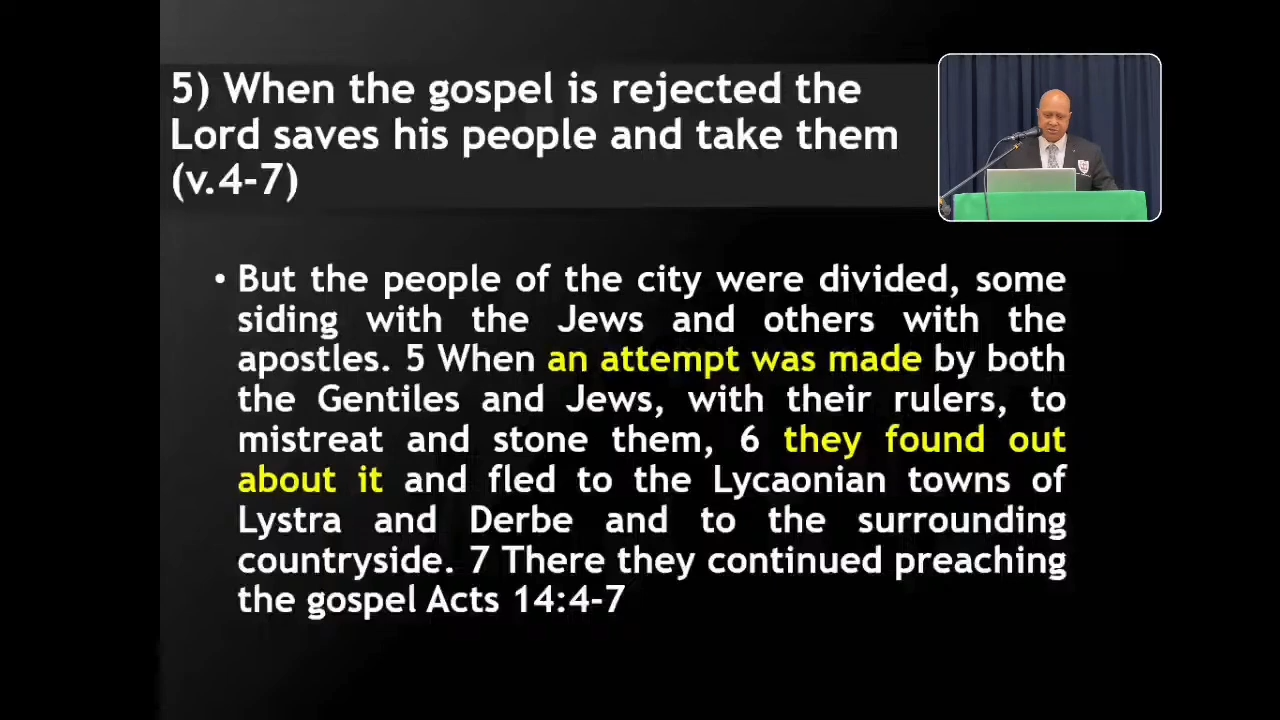 5) When the gospel is rejected the
Lord saves his people and take them
(v.4-7)
• But the people of the city were divided, some
siding with the Jews and others with the
apostles. 5 When an attempt was made by both
the Gentiles and Jews, with their rulers, to
mistreat and stone them, 6 they found out
about it and fled to the Lycaonian towns of
Lystra and Derbe and to the surrounding
countryside. 7 There they continued preaching
the gospel Acts 14:4-7